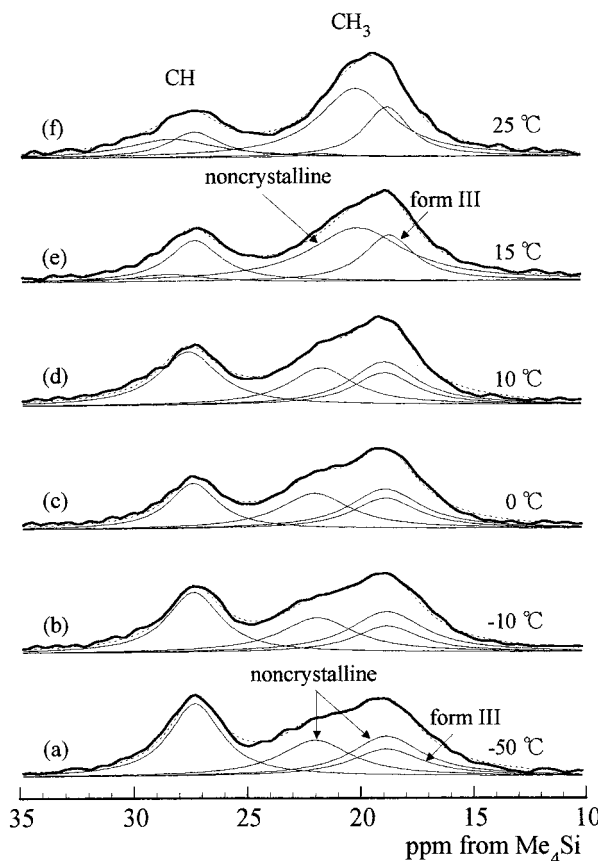 CH₃
CH
(f)
25 ℃
noncrystalline
form III
(e)
15 ℃
(d)
10 ℃
(c)
0 ℃
(b)
-10 ℃
noncrystalline
form III
(a)
-50 ℃
35 30 25 20 15 10
ppm from Me₄Si